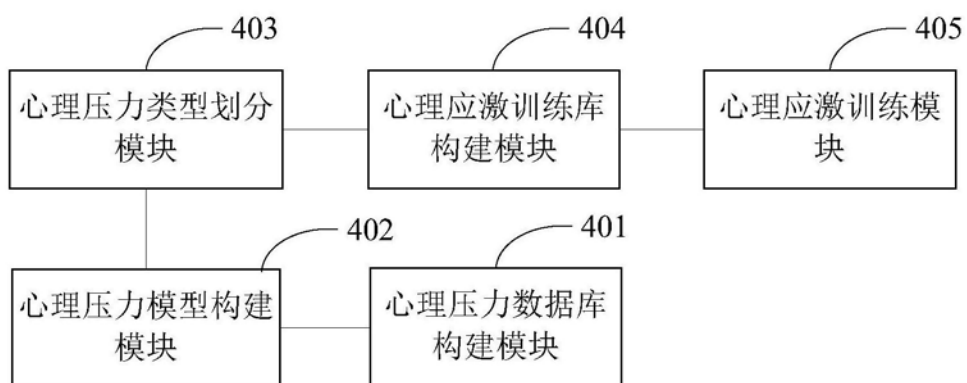 403
404
405
心理压力类型划分
模块
心理应激训练库
构建模块
心理应激训练模
块
402
401
心理压力模型构建
模块
心理压力数据库
构建模块